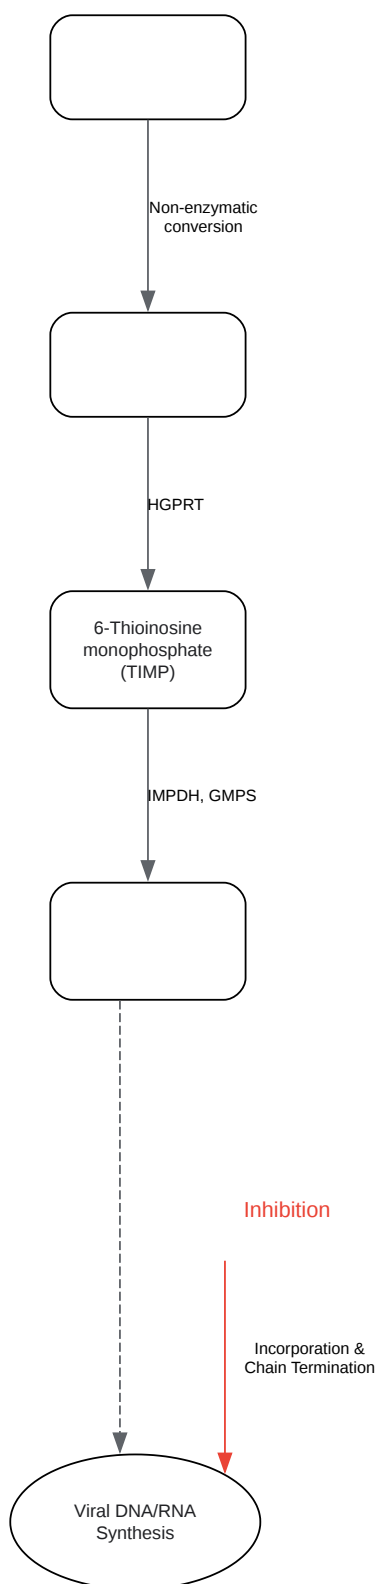 Non-enzymatic
conversion
HGPRT
6-Thioinosine
monophosphate
(TIMP)
IMPDH, GMPS
Inhibition
Incorporation &
Chain Termination
Viral DNA/RNA
Synthesis